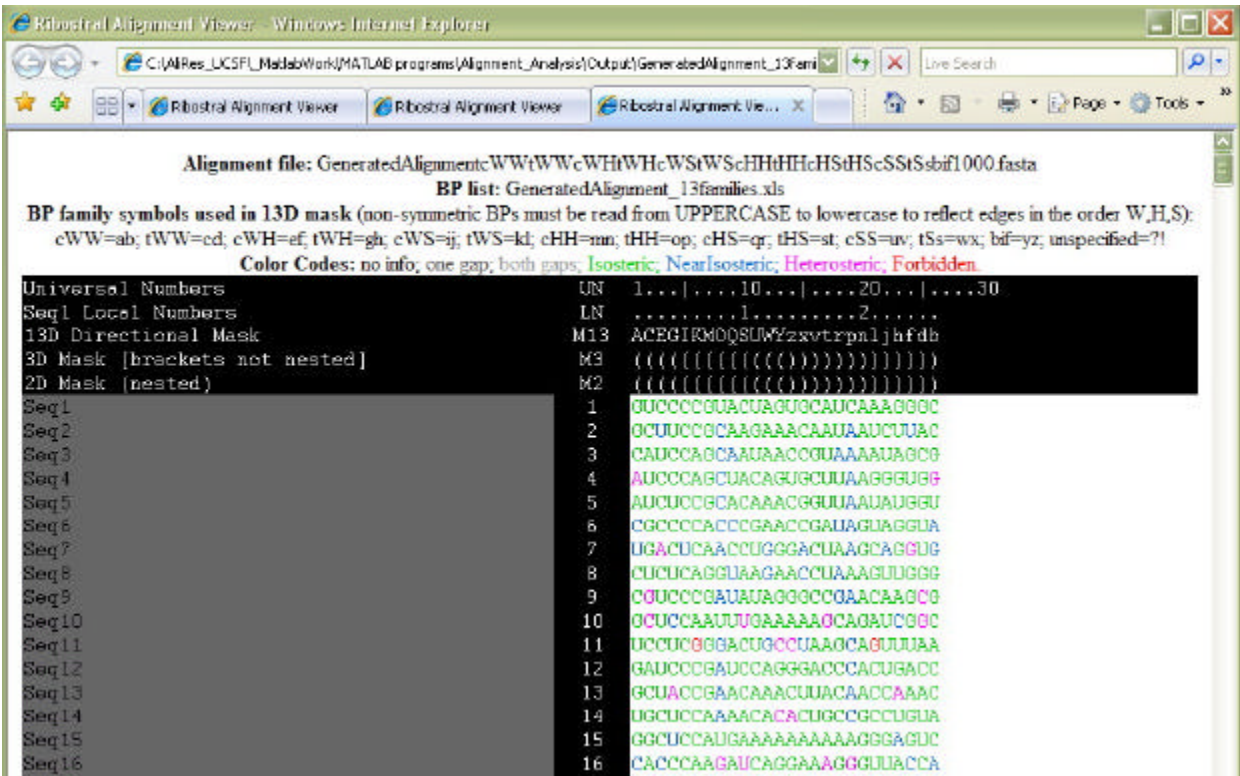 Ribostral Alignment Viewer - Windows Internet Explorer
C:\AliRes_UCSF\_MatlabWork\MATLAB programs\Alignment_Analysis\Output\GeneratedAlignment_13Fami
Live Search
Ribostral Alignment Viewer
Ribostral Alignment Viewer
Ribostral Alignment Vie...
Page
Tools
Alignment file: GeneratedAlignmentcWWtWWcWHtWHcWStWScHHtHHcHStHScSStSsbif1000.fasta
BP list: GeneratedAlignment_13families.xls
BP family symbols used in 13D mask (non-symmetric BPs must be read from UPPERCASE to lowercase to reflect edges in the order W,H,S):
cWW=ab; tWW=cd; cWH=ef; tWH=gh; cWS=ij; tWS=kl; cHH=mn; tHH=op; cHS=qr; tHS=st; cSS=uv; tSs=wx; bif=yz; unspecified=?!
Color Codes: no info; one gap; both gaps; Isosteric; NearIsosteric; Heterosteric; Forbidden.
Universal Numbers UN 1...|....10...|....20...|....30
Seq1 Local Numbers LN .........1.........2......
13D Directional Mask M13 ACEGIKMOQSUWYzxvtrpnljhfdb
3D Mask [brackets not nested] M3 ((((((((((((()))))))))))))
2D Mask (nested) M2 ((((((((((((()))))))))))))
Seq1 1 GUCCCCGUACUAGUGCAUCAAAGGGC
Seq2 2 GCUUCCGCAAGAAACAAUAAUCUUAC
Seq3 3 CAUCCAGCAAUAACCGUAAAAUAGCG
Seq4 4 AUCCCAGCUACAGUGCUUAAGGGUGG
Seq5 5 AUCUCCGCACAAACGGUUAAUAUGGU
Seq6 6 CGCCCCACCCGAACCGAUAGUAGGUA
Seq7 7 UGACUCAACCUGGGACUAAGCAGGUG
Seq8 8 CUCUCAGGUAAGAACCUAAAGUUGGG
Seq9 9 CGUCCCGAUAUAGGGCCGAACAAGCG
Seq10 10 GCUCCAAUUUGAAAAAGCAGAUCGGC
Seq11 11 UCCUCGGGACUGCCUAAGCAGUUUAA
Seq12 12 GAUCCCGAUCCAGGGACCCACUGACC
Seq13 13 GCUACCGAACAAACUUACAACCAAAC
Seq14 14 UGCUCCAAAACACACUGCCGCCUGUA
Seq15 15 GGCUCCAUGAAAAAAAAAAGGGAGUC
Seq16 16 CACCCAAGAUCAGGAAAGGGUUACCA